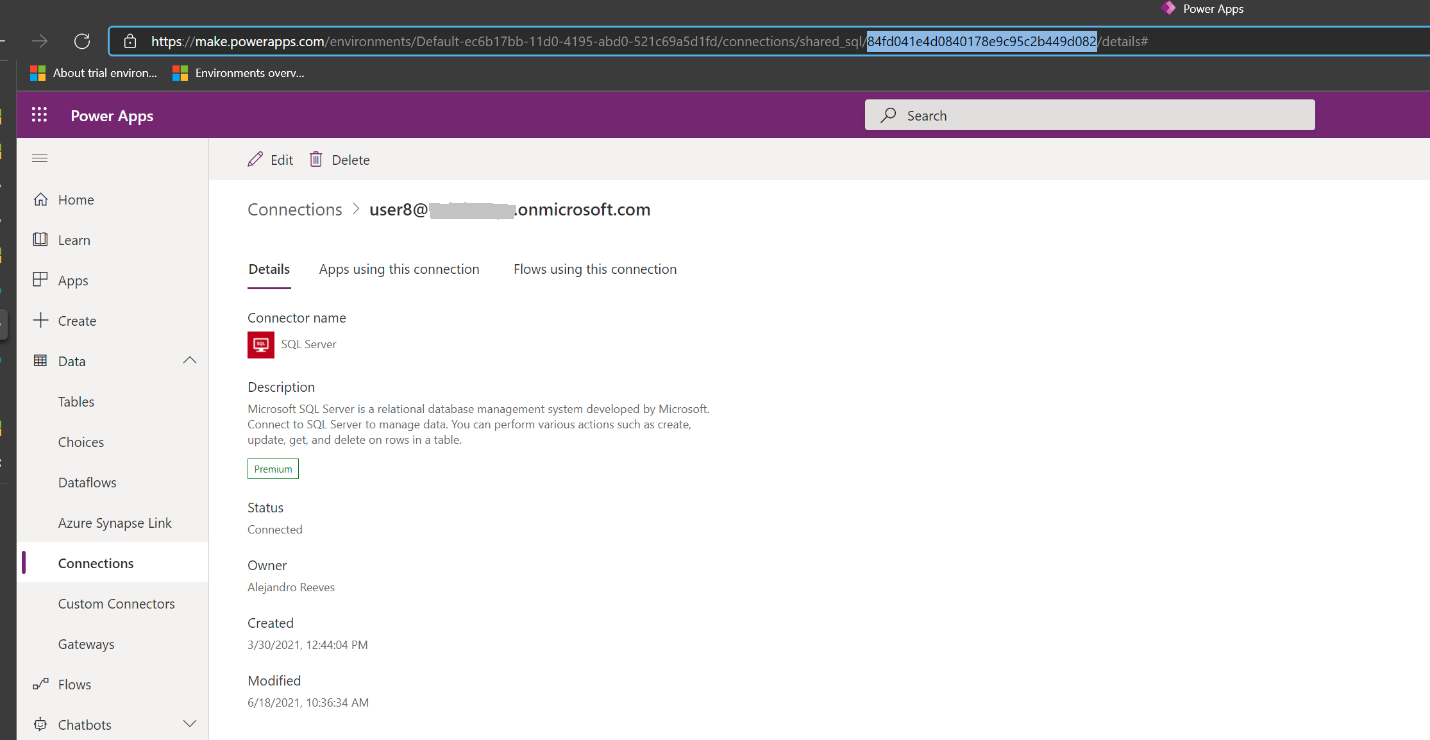 Power Apps
https://make.powerapps.com/environments/Default-ec6b17bb-11d0-4195-abd0-521c69a5d1fd/connections/shared_sql/84fd041e4d0840178e9c95c2b449d082/details#
About trial environ...
Environments overv...
Power Apps
Search
Edit
Delete
Home
Learn
Apps
Create
Data
Tables
Choices
Dataflows
Azure Synapse Link
Connections
Custom Connectors
Gateways
Flows
Chatbots
Connections > user8@ .onmicrosoft.com
Details
Apps using this connection
Flows using this connection
Connector name
SQL
SQL Server
Description
Microsoft SQL Server is a relational database management system developed by Microsoft.
Connect to SQL Server to manage data. You can perform various actions such as create,
update, get, and delete on rows in a table.
Premium
Status
Connected
Owner
Alejandro Reeves
Created
3/30/2021, 12:44:04 PM
Modified
6/18/2021, 10:36:34 AM